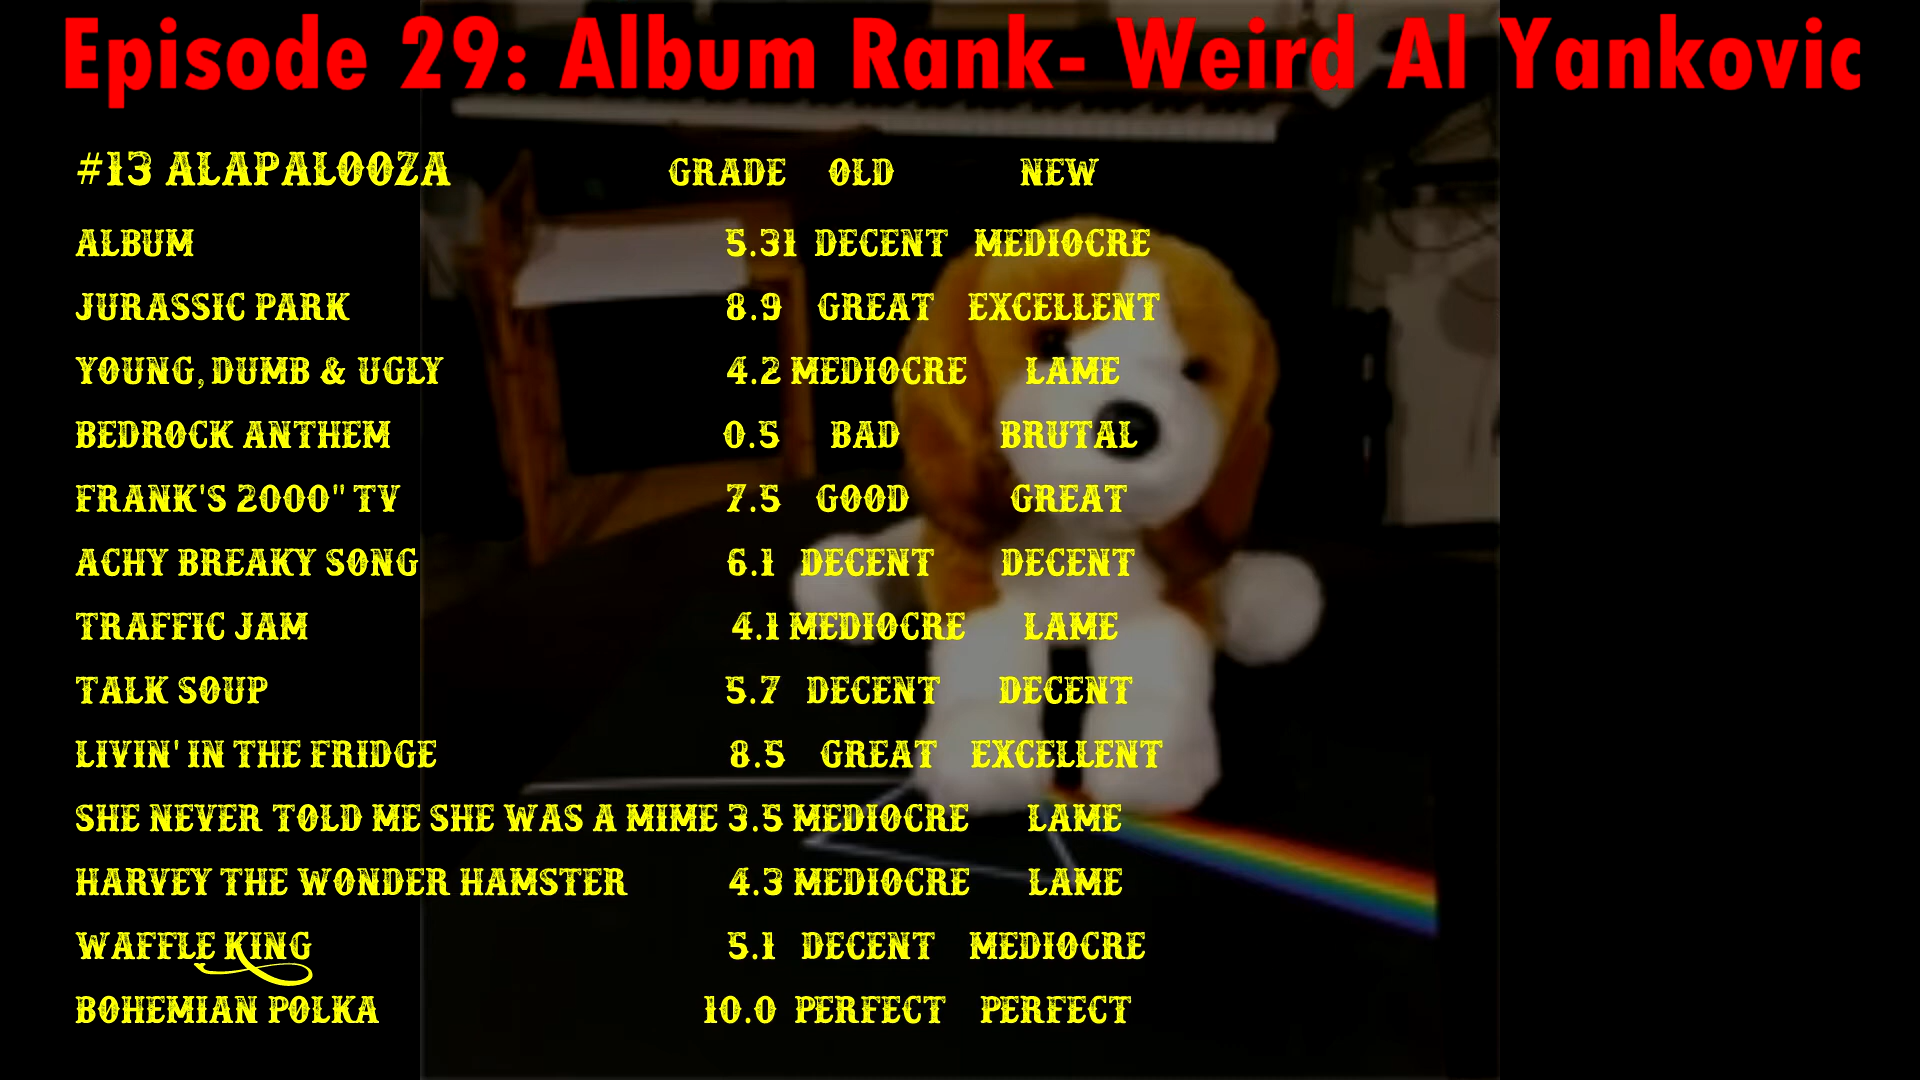 Episode 29: Album Rank- Weird Al Yankovic
#13 ALAPALOOZA GRADE OLD NEW
ALBUM 5.31 DECENT MEDIOCRE
JURASSIC PARK 8.9 GREAT EXCELLENT
YOUNG, DUMB & UGLY 4.2 MEDIOCRE LAME
BEDROCK ANTHEM 0.5 BAD BRUTAL
FRANK'S 2000" TV 7.5 GOOD GREAT
ACHY BREAKY SONG 6.1 DECENT DECENT
TRAFFIC JAM 4.1 MEDIOCRE LAME
TALK SOUP 5.7 DECENT DECENT
LIVIN' IN THE FRIDGE 8.5 GREAT EXCELLENT
SHE NEVER TOLD ME SHE WAS A MIME 3.5 MEDIOCRE LAME
HARVEY THE WONDER HAMSTER 4.3 MEDIOCRE LAME
WAFFLE KING 5.1 DECENT MEDIOCRE
BOHEMIAN POLKA 10.0 PERFECT PERFECT